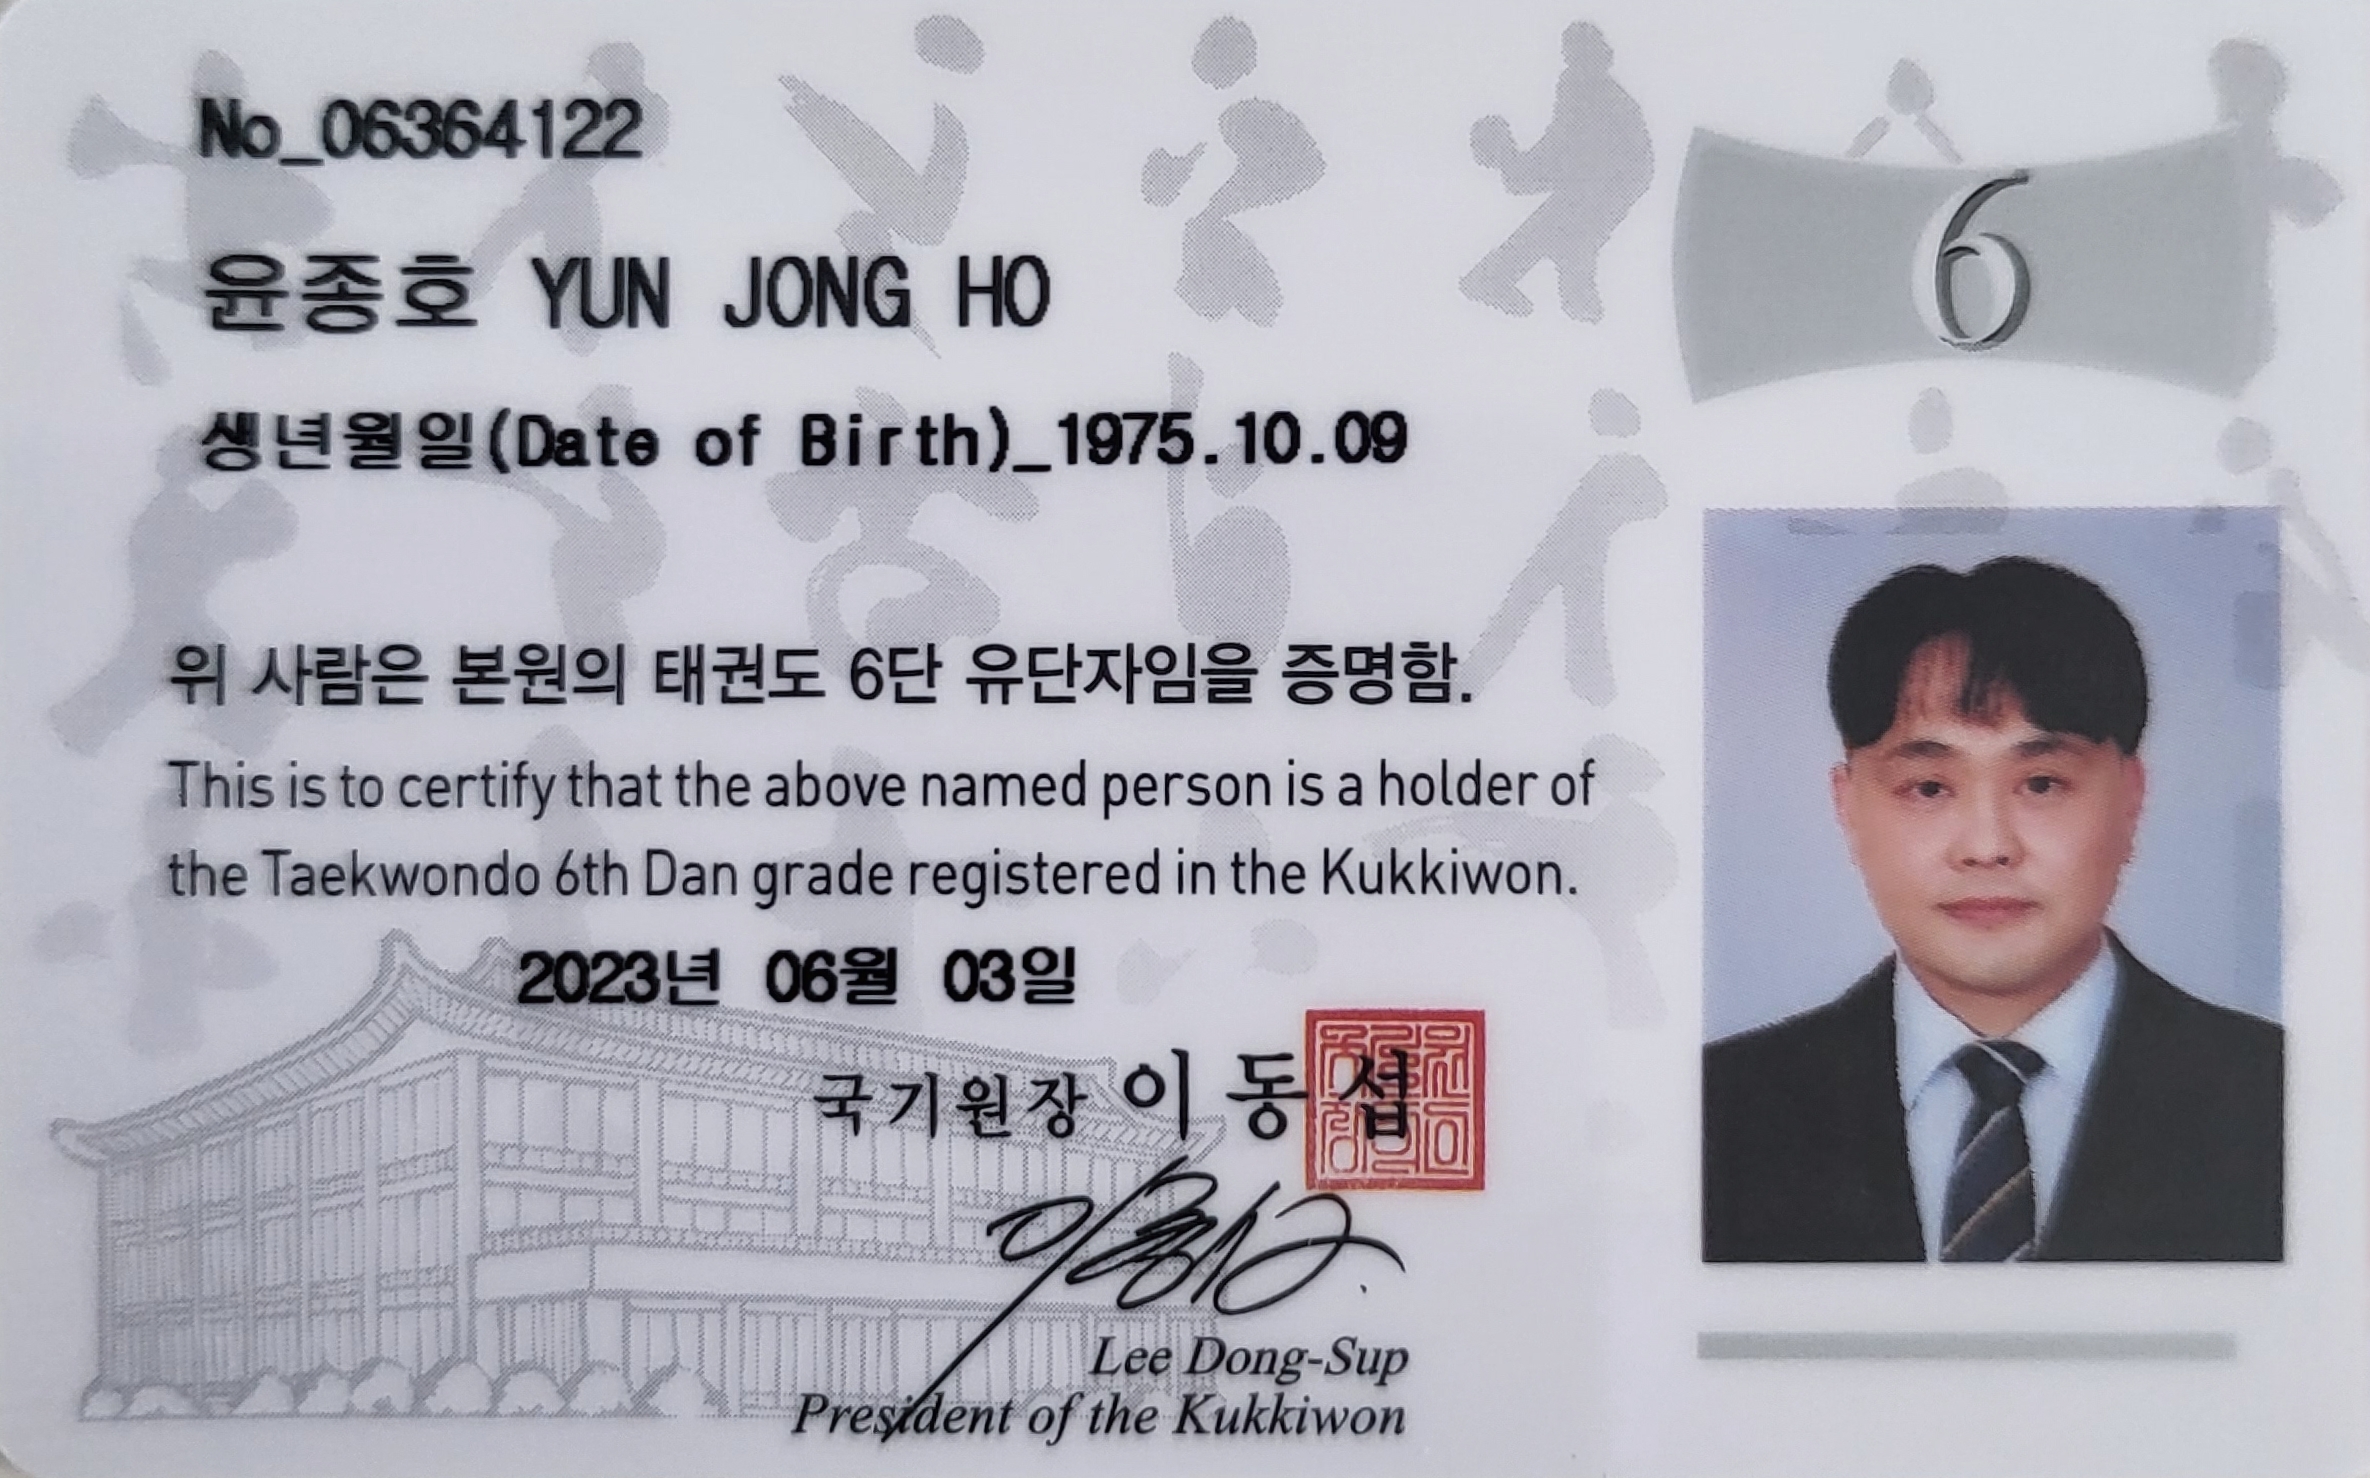 No_06364122
윤종호 YUN JONG HO
6
생년월일(Date of Birth)_1975.10.09
위 사람은 본원의 태권도 6단 유단자임을 증명함.
This is to certify that the above named person is a holder of
the Taekwondo 6th Dan grade registered in the Kukkiwon.
2023년 06월 03일
국기원장 이동섭
Lee Dong-Sup
President of the Kukkiwon